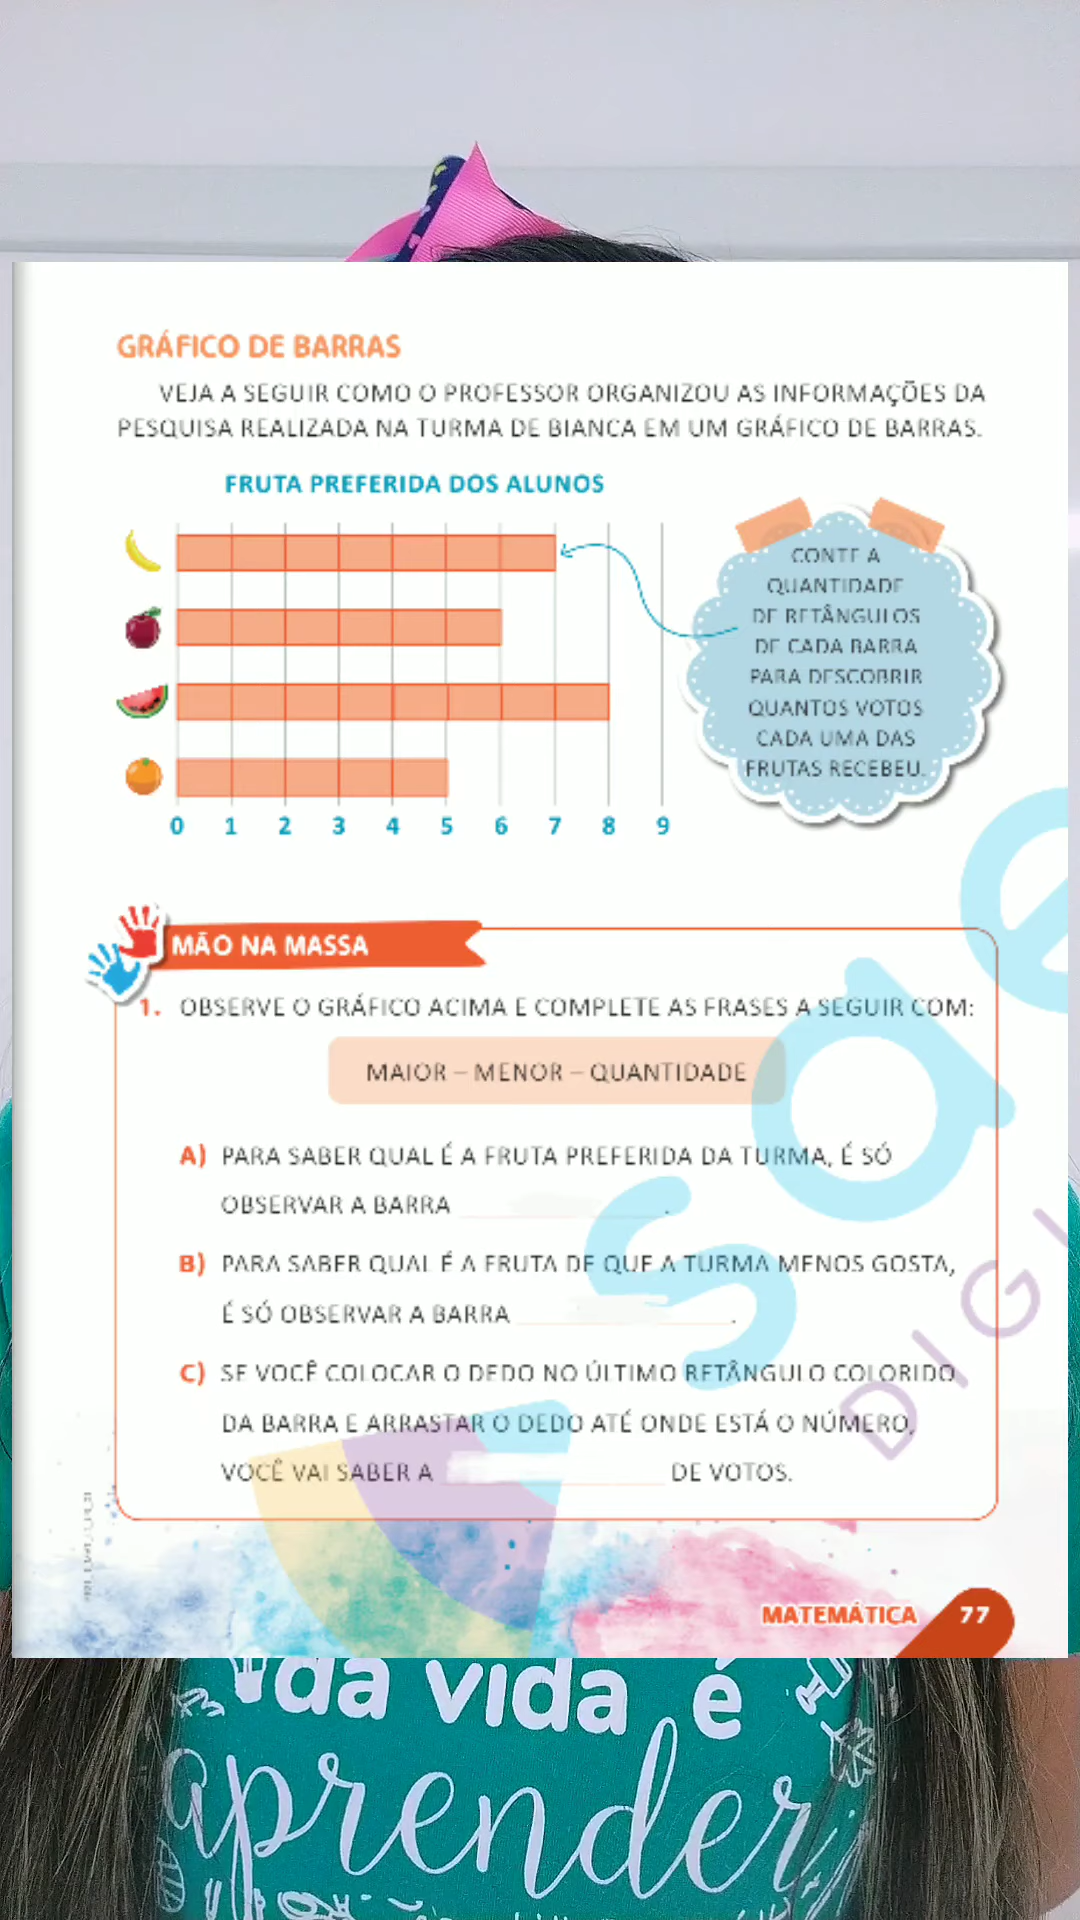 GRÁFICO DE BARRAS
VEJA A SEGUIR COMO O PROFESSOR ORGANIZOU AS INFORMAÇÕES DA
PESQUISA REALIZADA NA TURMA DE BIANCA EM UM GRÁFICO DE BARRAS.
FRUTA PREFERIDA DOS ALUNOS
CONTE A
QUANTIDADE
DE RETÂNGULOS
DE CADA BARRA
PARA DESCOBRIR
QUANTOS VOTOS
CADA UMA DAS
FRUTAS RECEBEU.
0 1 2 3 4 5 6 7 8 9
MÃO NA MASSA
1. OBSERVE O GRÁFICO ACIMA E COMPLETE AS FRASES A SEGUIR COM:
MAIOR – MENOR – QUANTIDADE
A) PARA SABER QUAL É A FRUTA PREFERIDA DA TURMA, É SÓ
OBSERVAR A BARRA .
B) PARA SABER QUAL É A FRUTA DE QUE A TURMA MENOS GOSTA,
É SÓ OBSERVAR A BARRA .
C) SE VOCÊ COLOCAR O DEDO NO ÚLTIMO RETÂNGULO COLORIDO
DA BARRA E ARRASTAR O DEDO ATÉ ONDE ESTÁ O NÚMERO,
VOCÊ VAI SABER A DE VOTOS.
sae
DIGI
MATEMÁTICA 77
da vida é
aprender